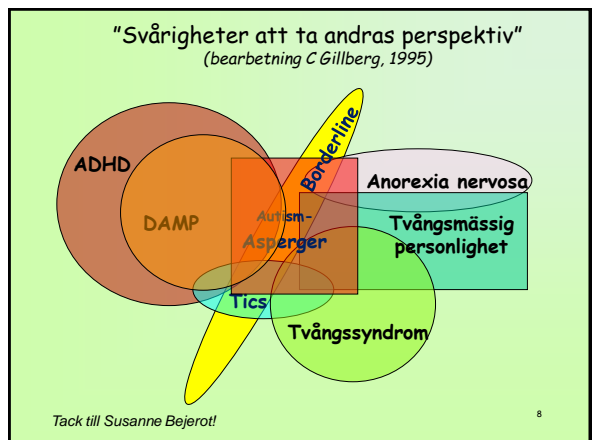 ”Svårigheter att ta andras perspektiv”
(bearbetning C Gillberg, 1995)
Borderline
ADHD
Anorexia nervosa
DAMP
Autism-
Asperger
Tvångsmässig
personlighet
Tics
Tvångssyndrom
Tack till Susanne Bejerot!
8